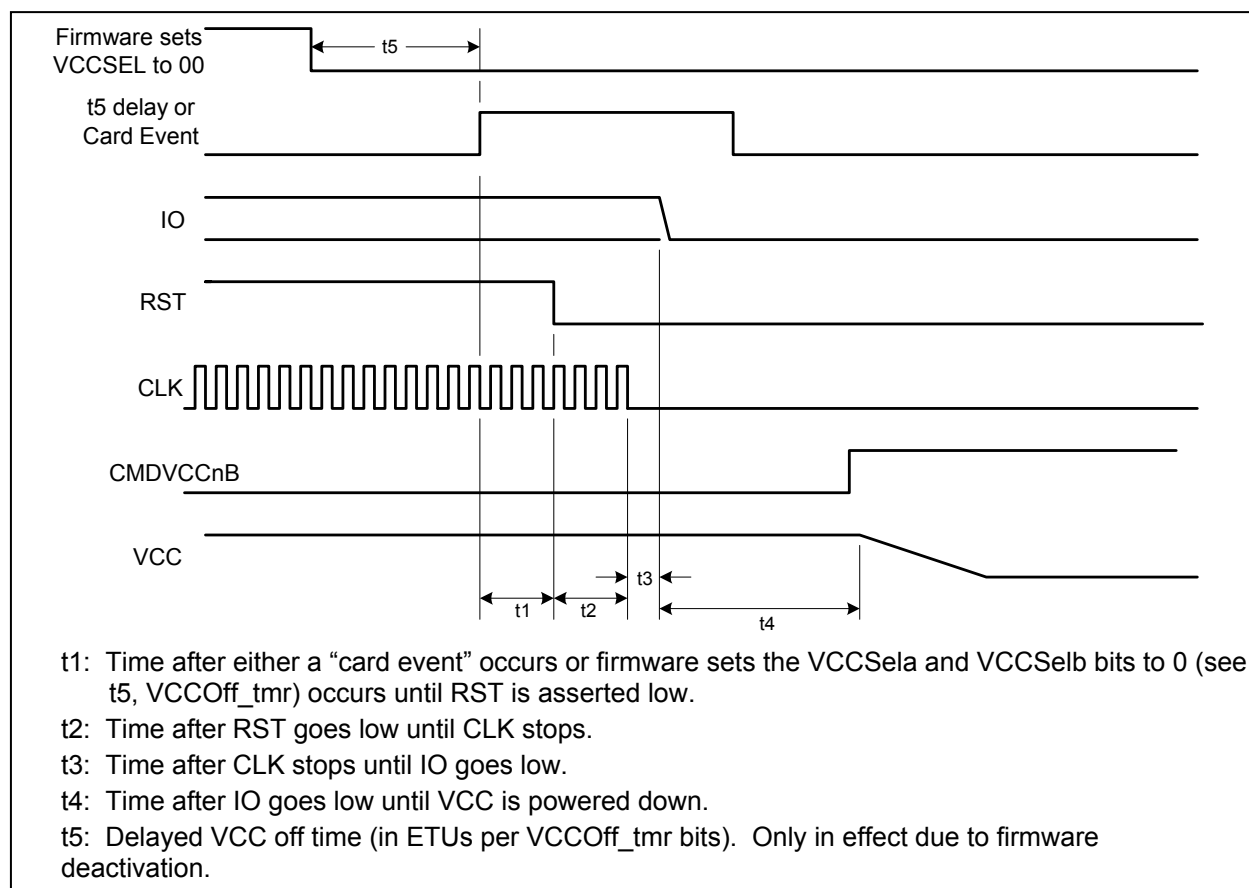 Firmware sets
VCCSEL to 00
t5
t5 delay or
Card Event
IO
RST
CLK
CMDVCCnB
VCC
t3
t1
t2
t4
t1: Time after either a “card event” occurs or firmware sets the VCCSela and VCCSelb bits to 0 (see
t5, VCCOff_tmr) occurs until RST is asserted low.
t2: Time after RST goes low until CLK stops.
t3: Time after CLK stops until IO goes low.
t4: Time after IO goes low until VCC is powered down.
t5: Delayed VCC off time (in ETUs per VCCOff_tmr bits). Only in effect due to firmware
deactivation.